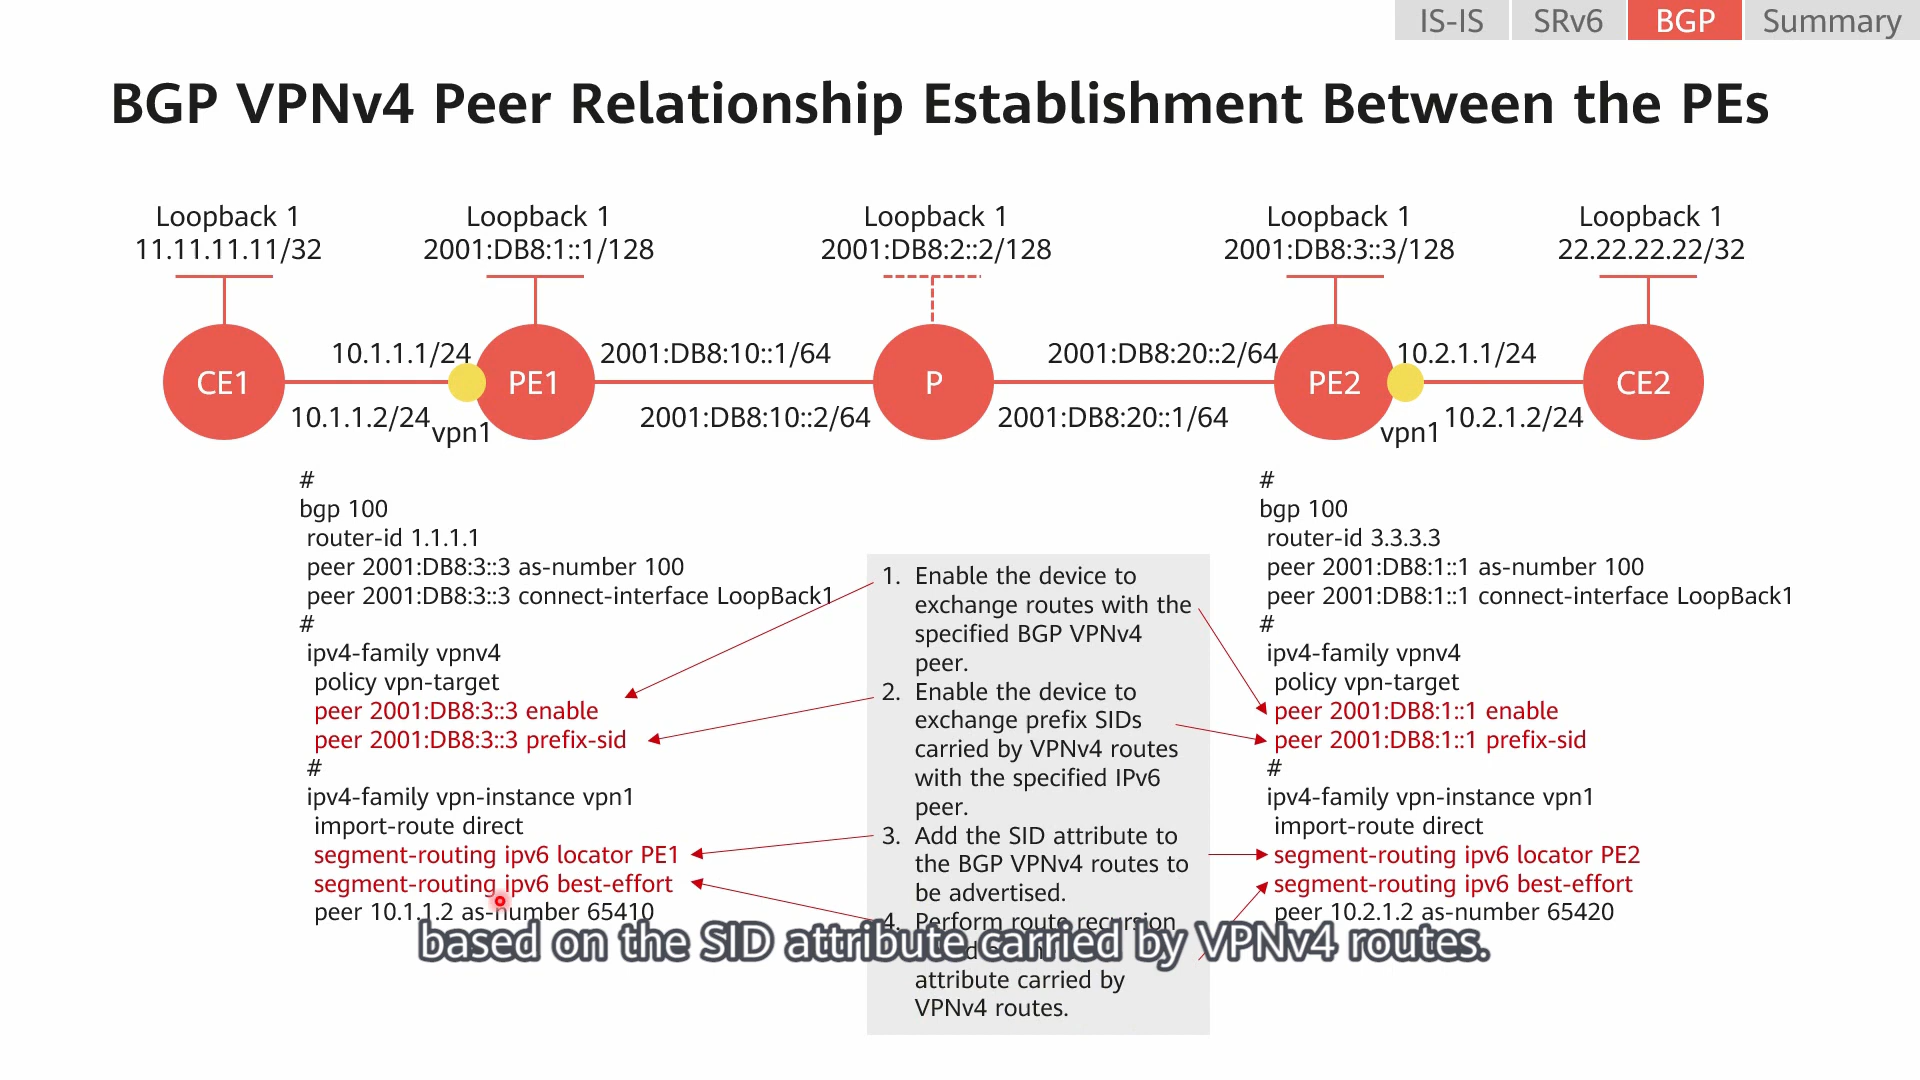 IS-IS
SRv6
BGP
Summary
BGP VPNv4 Peer Relationship Establishment Between the PEs
Loopback 1
11.11.11.11/32
Loopback 1
2001:DB8:1::1/128
Loopback 1
2001:DB8:2::2/128
Loopback 1
2001:DB8:3::3/128
Loopback 1
22.22.22.22/32
10.1.1.1/24
2001:DB8:10::1/64
2001:DB8:20::2/64
10.2.1.1/24
CE1
PE1
P
PE2
CE2
10.1.1.2/24
vpn1
2001:DB8:10::2/64
2001:DB8:20::1/64
vpn1
10.2.1.2/24
#
bgp 100
router-id 1.1.1.1
peer 2001:DB8:3::3 as-number 100
peer 2001:DB8:3::3 connect-interface LoopBack1
#
ipv4-family vpnv4
policy vpn-target
peer 2001:DB8:3::3 enable
peer 2001:DB8:3::3 prefix-sid
#
ipv4-family vpn-instance vpn1
import-route direct
segment-routing ipv6 locator PE1
segment-routing ipv6 best-effort
peer 10.1.1.2 as-number 65410
1. Enable the device to
exchange routes with the
specified BGP VPNv4
peer.
2. Enable the device to
exchange prefix SIDs
carried by VPNv4 routes
with the specified IPv6
peer.
3. Add the SID attribute to
the BGP VPNv4 routes to
be advertised.
4. Perform route recursion
attribute carried by
VPNv4 routes.
#
bgp 100
router-id 3.3.3.3
peer 2001:DB8:1::1 as-number 100
peer 2001:DB8:1::1 connect-interface LoopBack1
#
ipv4-family vpnv4
policy vpn-target
peer 2001:DB8:1::1 enable
peer 2001:DB8:1::1 prefix-sid
#
ipv4-family vpn-instance vpn1
import-route direct
segment-routing ipv6 locator PE2
segment-routing ipv6 best-effort
peer 10.2.1.2 as-number 65420
based on the SID attribute carried by VPNv4 routes.